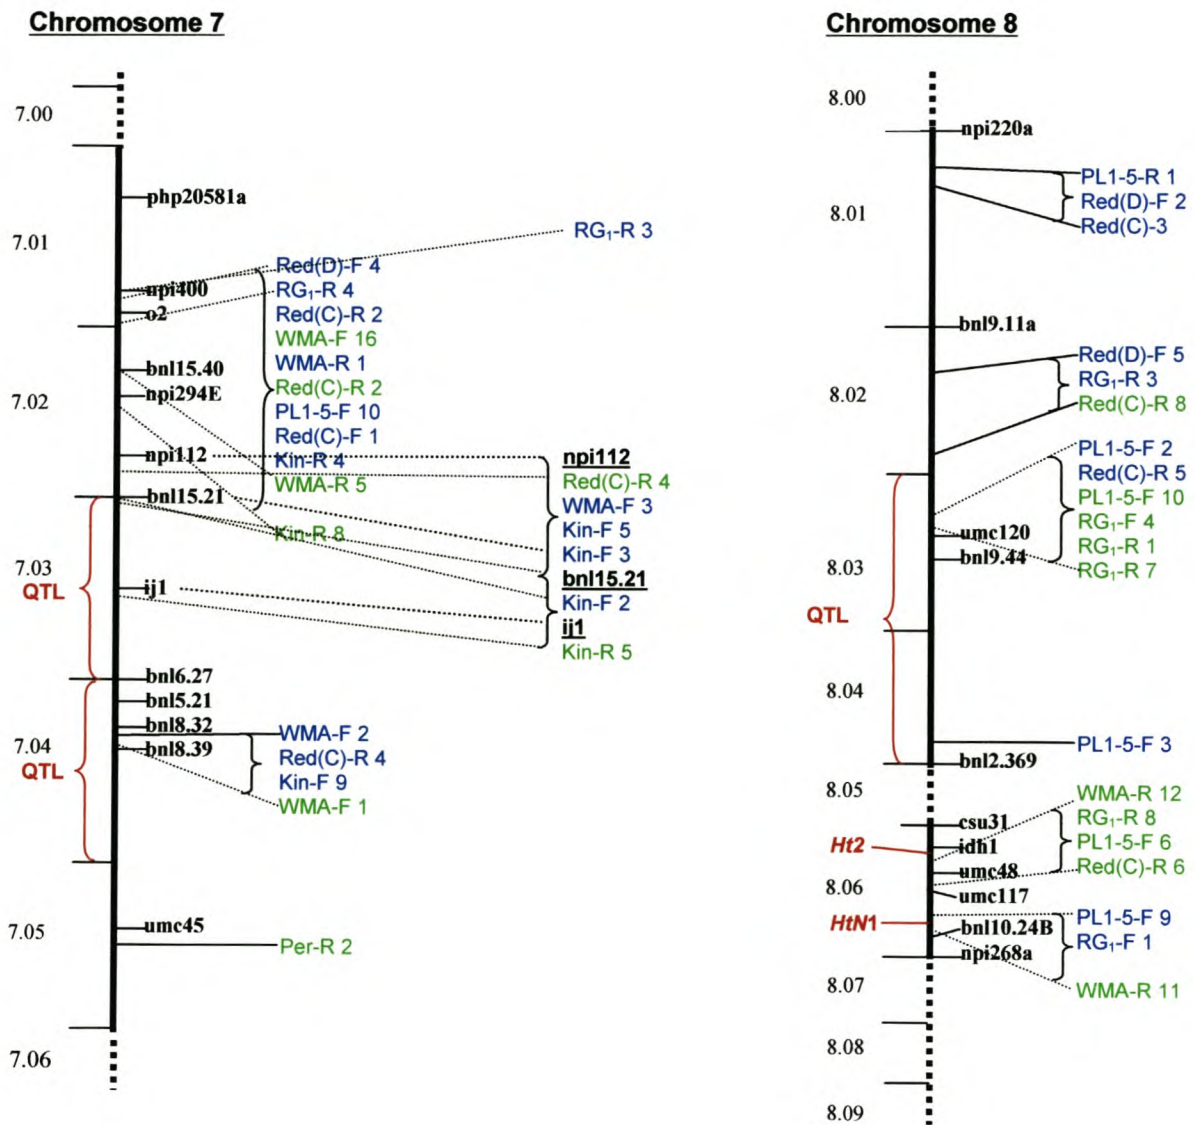 Chromosome 7
7.00
php20581a
7.01
RG₁-R 3
npi400
o2
Red(D)-F 4
RG₁-R 4
Red(C)-R 2
WMA-F 16
WMA-R 1
Red(C)-R 2
PL1-5-F 10
Red(C)-F 1
Kin-R 4
WMA-R 5
Kin-R 8
bnl15.40
npi294E
7.02
npi112
bnl15.21
npi112
Red(C)-R 4
WMA-F 3
Kin-F 5
Kin-F 3
bnl15.21
Kin-F 2
ij1
Kin-R 5
7.03
QTL
ij1
bnl6.27
bnl5.21
bnl8.32
bnl8.39
7.04
QTL
WMA-F 2
Red(C)-R 4
Kin-F 9
WMA-F 1
7.05
umc45
Per-R 2
7.06
Chromosome 8
8.00
npi220a
8.01
PL1-5-R 1
Red(D)-F 2
Red(C)-3
bnl9.11a
8.02
Red(D)-F 5
RG₁-R 3
Red(C)-R 8
PL1-5-F 2
Red(C)-R 5
PL1-5-F 10
RG₁-F 4
RG₁-R 1
RG₁-R 7
umc120
bnl9.44
8.03
QTL
8.04
PL1-5-F 3
bnl2.369
8.05
WMA-R 12
RG₁-R 8
PL1-5-F 6
Red(C)-R 6
csu31
Ht2
idh1
umc48
8.06
umc117
HtN1
PL1-5-F 9
RG₁-F 1
WMA-R 11
bnl10.24B
npi268a
8.07
8.08
8.09